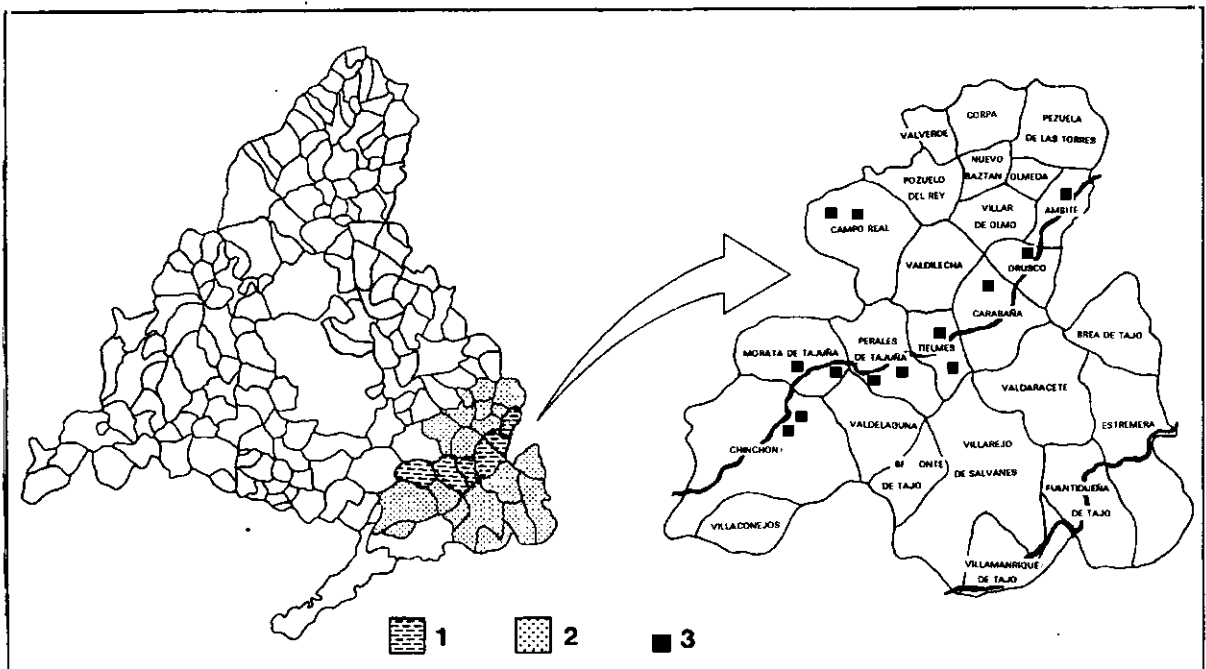 CORPA
PEZUELA
DE LAS TORRES
VALVERDE
NUEVO
BAZTAN
OLMEDA
POZUELO
DEL REY
VILLAR
DE OLMO
AMBITE
CAMPO REAL
VALDILECHA
ORUSCO
CARABAÑA
BREA DE TAJO
PERALES
DE TAJUÑA
TIELMES
MORATA DE TAJUÑA
VALDARACETE
ESTREMERA
VALDELAGUNA
VILLAREJO
DE SALVANES
CHINCHON
DE TAJO
FUENTIDUEÑA
DE TAJO
VILLACONEJOS
VILLAMANRIQUE
DE TAJO
1
2
3